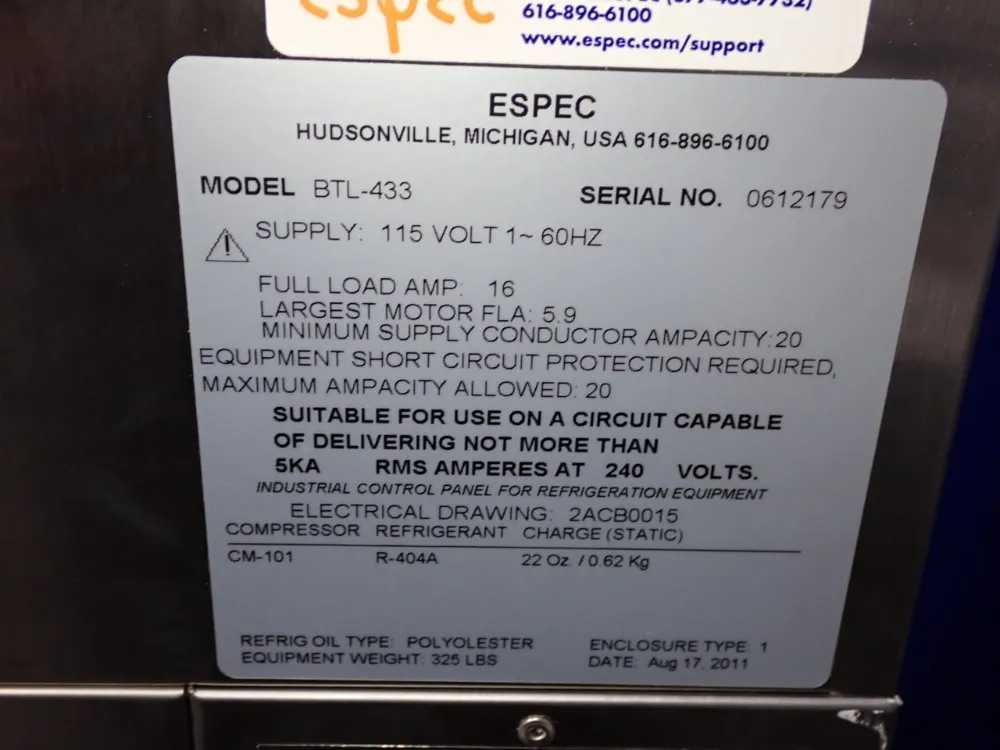 espec
616-896-6100
www.espec.com/support
ESPEC
HUDSONVILLE, MICHIGAN, USA 616-896-6100
MODEL BTL-433 SERIAL NO. 0612179
SUPPLY: 115 VOLT 1~ 60HZ
FULL LOAD AMP: 16
LARGEST MOTOR FLA: 5.9
MINIMUM SUPPLY CONDUCTOR AMPACITY:20
EQUIPMENT SHORT CIRCUIT PROTECTION REQUIRED,
MAXIMUM AMPACITY ALLOWED: 20
SUITABLE FOR USE ON A CIRCUIT CAPABLE
OF DELIVERING NOT MORE THAN
5KA RMS AMPERES AT 240 VOLTS.
INDUSTRIAL CONTROL PANEL FOR REFRIGERATION EQUIPMENT
ELECTRICAL DRAWING: 2ACB0015
COMPRESSOR REFRIGERANT CHARGE (STATIC)
CM-101 R-404A 22 Oz. / 0.62 Kg
REFRIG OIL TYPE: POLYOLESTER ENCLOSURE TYPE: 1
EQUIPMENT WEIGHT: 325 LBS DATE: Aug 17, 2011